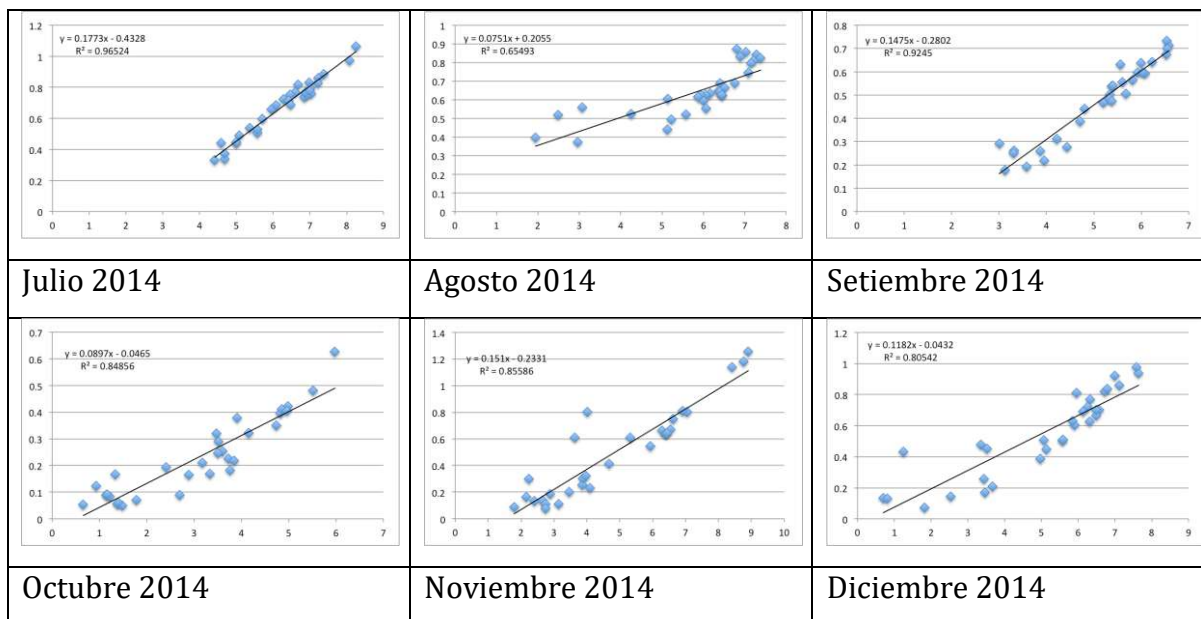 y = 0.1773x - 0.4328
R² = 0.96524
1.2
1
0.8
0.6
0.4
0.2
0
0 1 2 3 4 5 6 7 8 9
y = 0.0751x + 0.2055
R² = 0.65493
1
0.9
0.8
0.7
0.6
0.5
0.4
0.3
0.2
0.1
0
0 1 2 3 4 5 6 7 8
y = 0.1475x - 0.2802
R² = 0.9245
0.8
0.7
0.6
0.5
0.4
0.3
0.2
0.1
0
0 1 2 3 4 5 6 7
Julio 2014
Agosto 2014
Setiembre 2014
y = 0.0897x - 0.0465
R² = 0.84856
0.7
0.6
0.5
0.4
0.3
0.2
0.1
0
0 1 2 3 4 5 6 7
y = 0.151x - 0.2331
R² = 0.85586
1.4
1.2
1
0.8
0.6
0.4
0.2
0
0 1 2 3 4 5 6 7 8 9 10
y = 0.1182x - 0.0432
R² = 0.80542
1.2
1
0.8
0.6
0.4
0.2
0
0 1 2 3 4 5 6 7 8 9
Octubre 2014
Noviembre 2014
Diciembre 2014